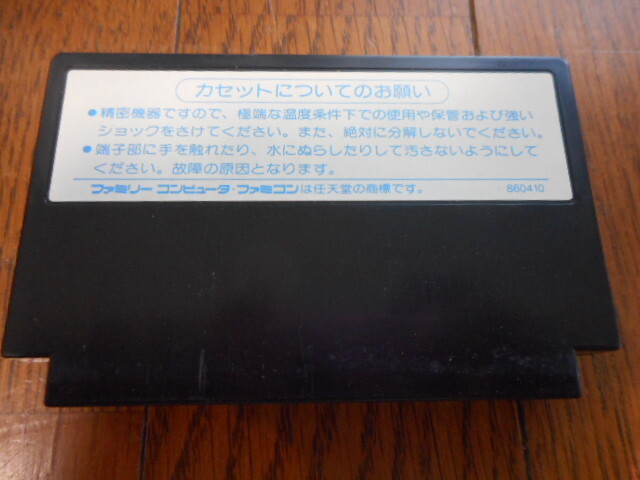 カセットについてのお願い
●精密機器ですので、極端な温度条件下での使用や保管および強い
ショックをさけてください。また、絶対に分解しないでください。
●端子部に手を触れたり、水にぬらしたりして汚さないようにして
ください。故障の原因となります。
ファミリー コンピュータ・ファミコンは任天堂の商標です。 860410